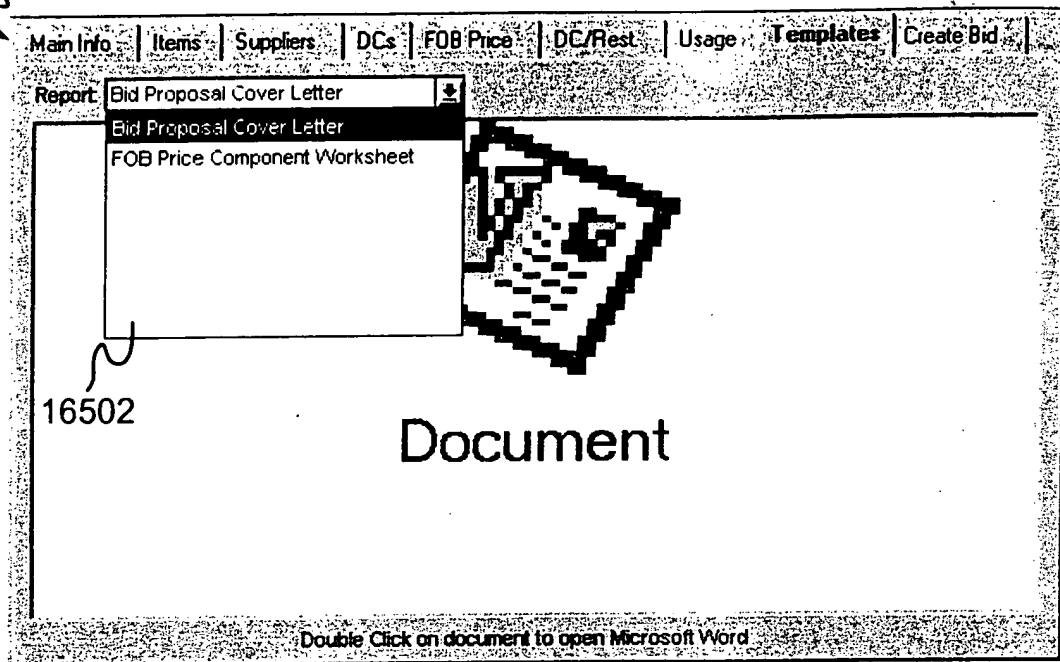 Main Info Items Suppliers DCs FOB Price DC/Rest. Usage Templates Create Bid
Report: Bid Proposal Cover Letter
Bid Proposal Cover Letter
FOB Price Component Worksheet
16502
Document
Double Click on document to open Microsoft Word